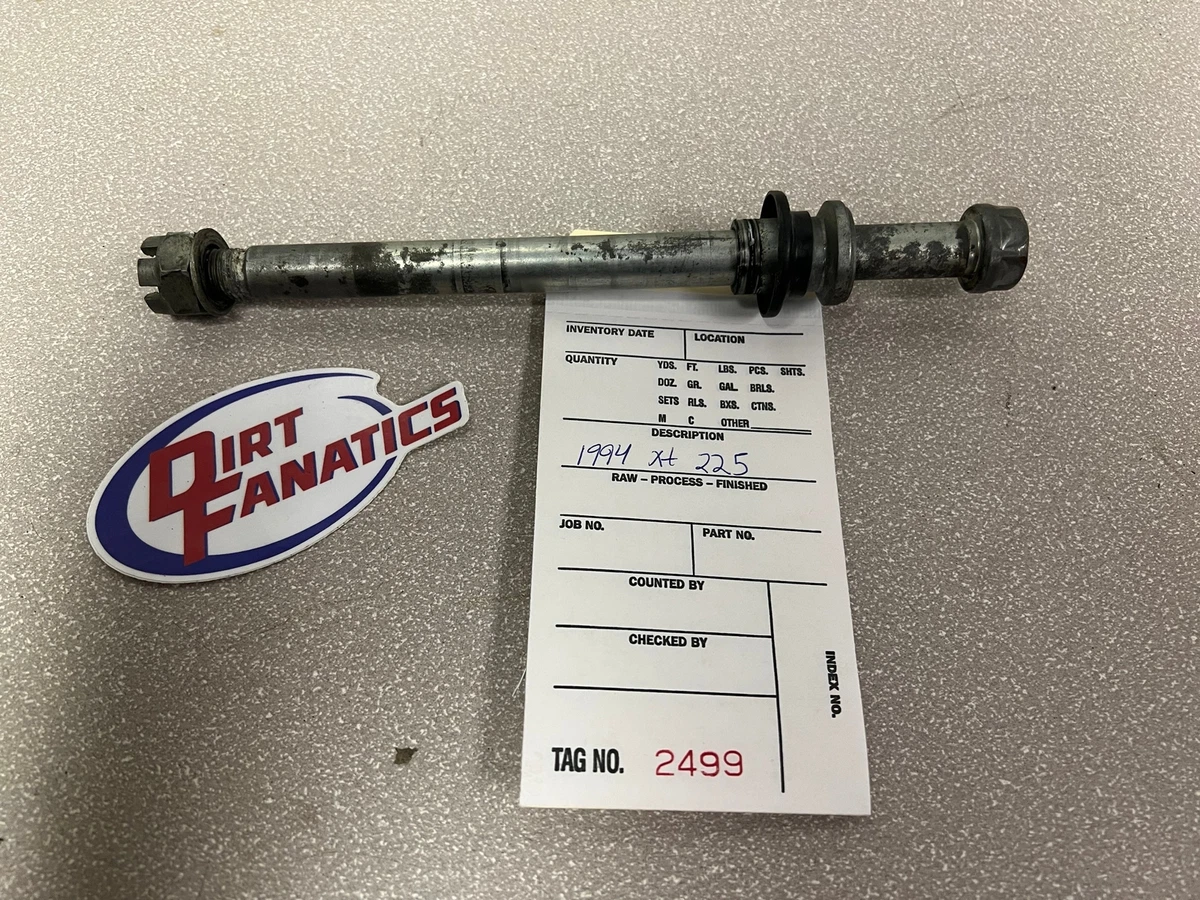 DIRT
FANATICS
INVENTORY DATE LOCATION
QUANTITY YDS. FT. LBS. PCS. SHTS.
DOZ. GR. GAL. BRLS.
SETS RLS. BXS. CTNS.
M C OTHER
DESCRIPTION
1994 xt 225
RAW – PROCESS – FINISHED
JOB NO. PART NO.
COUNTED BY
CHECKED BY
INDEX NO.
TAG NO. 2499